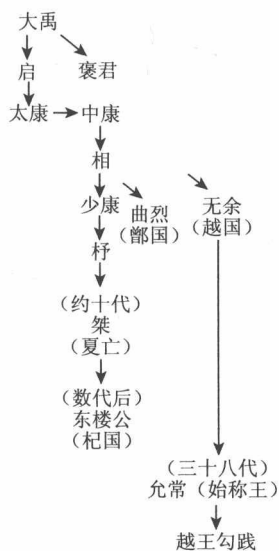 大禹
启 褒君
太康 中康
相
少康 曲烈 无余
(鄫国) (越国)
杼
(约十代)
桀
(夏亡)
(数代后)
东楼公
(杞国)
(三十八代)
允常(始称王)
越王勾践